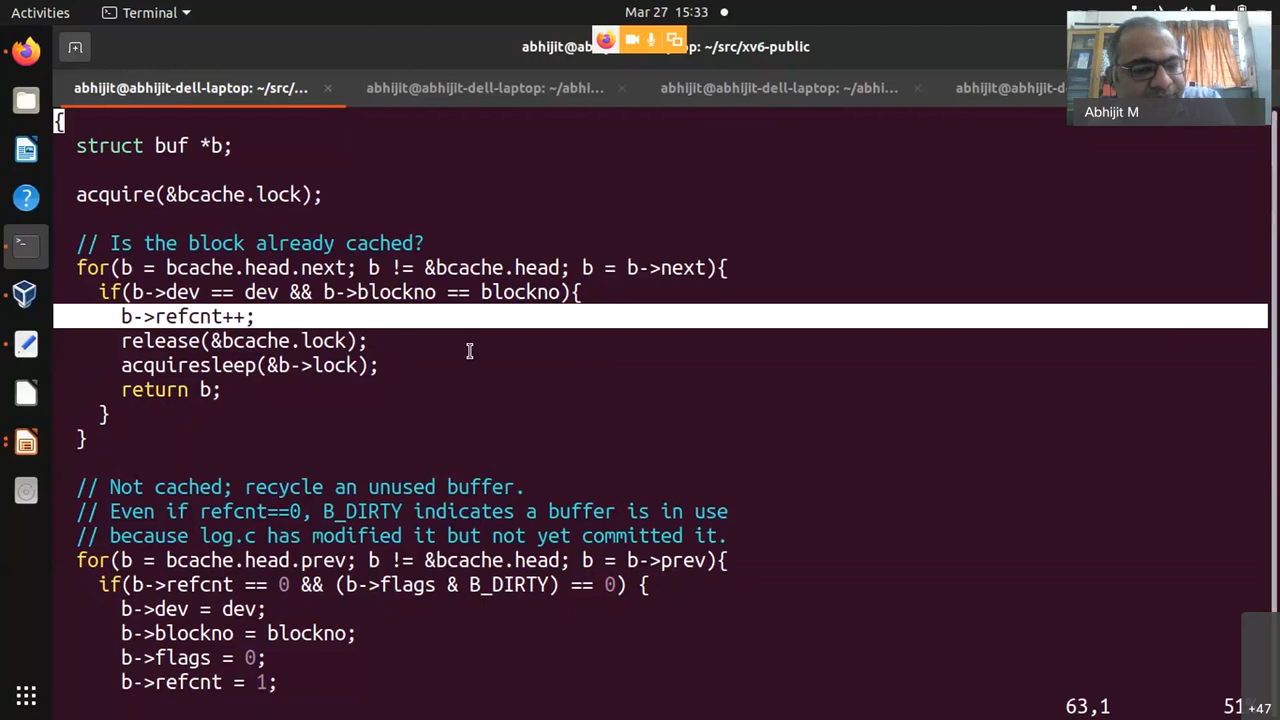 Activities
Terminal
Mar 27 15:33
abhijit@abhijit-dell-laptop: ~/src/xv6-public
abhijit@abhijit-dell-laptop: ~/src/...
abhijit@abhijit-dell-laptop: ~/abhi...
abhijit@abhijit-dell-laptop: ~/abhi...
Abhijit M
{
struct buf *b;
acquire(&bcache.lock);
// Is the block already cached?
for(b = bcache.head.next; b != &bcache.head; b = b->next){
if(b->dev == dev && b->blockno == blockno){
b->refcnt++;
release(&bcache.lock);
acquiresleep(&b->lock);
return b;
}
}
// Not cached; recycle an unused buffer.
// Even if refcnt==0, B_DIRTY indicates a buffer is in use
// because log.c has modified it but not yet committed it.
for(b = bcache.head.prev; b != &bcache.head; b = b->prev){
if(b->refcnt == 0 && (b->flags & B_DIRTY) == 0) {
b->dev = dev;
b->blockno = blockno;
b->flags = 0;
b->refcnt = 1;
63,1
+47